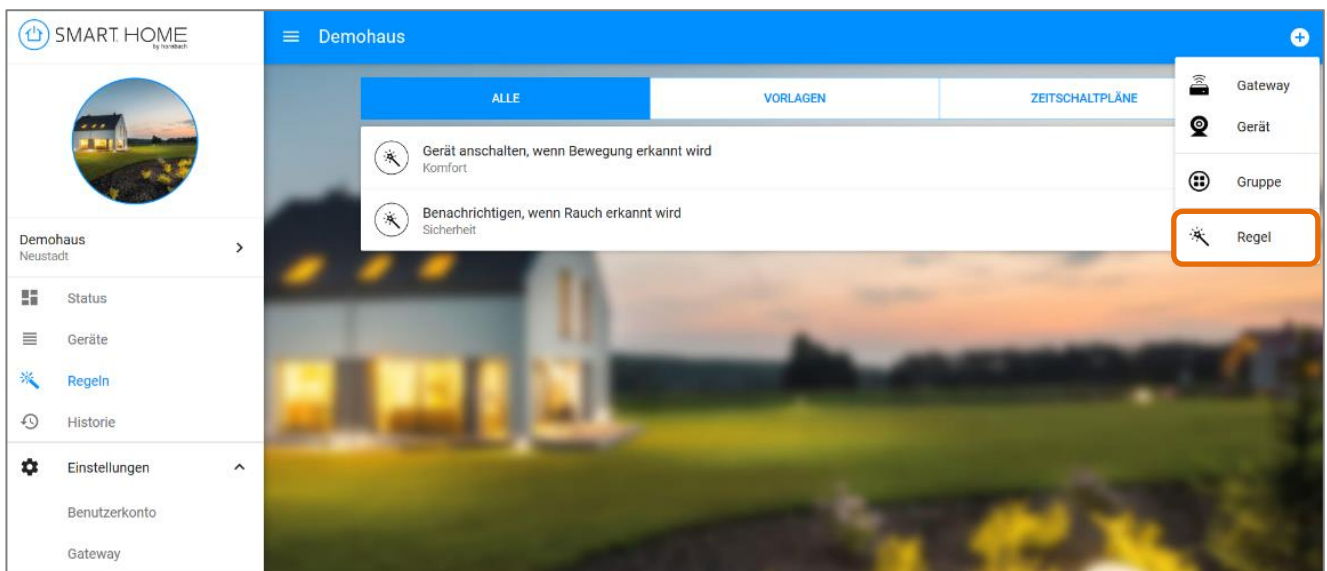 SMART HOME
by hornbach
Demohaus
Neustadt
Status
Geräte
Regeln
Historie
Einstellungen
Benutzerkonto
Gateway
Demohaus
ALLE
VORLAGEN
ZEITSCHALTPLÄNE
Gerät anschalten, wenn Bewegung erkannt wird
Komfort
Benachrichtigen, wenn Rauch erkannt wird
Sicherheit
Gateway
Gerät
Gruppe
Regel